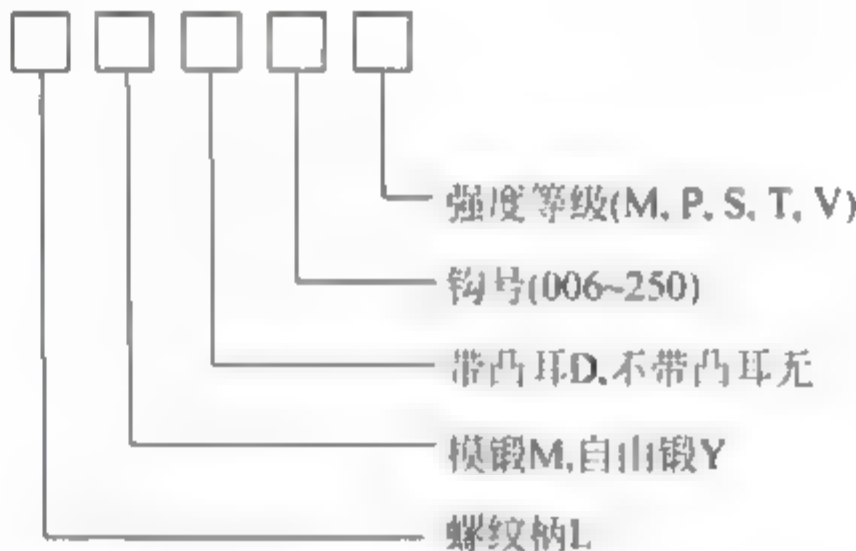 强度等级(M, P, S, T, V)
钩号(006~250)
带凸耳D,不带凸耳无
模锻M,自由锻Y
螺纹柄L